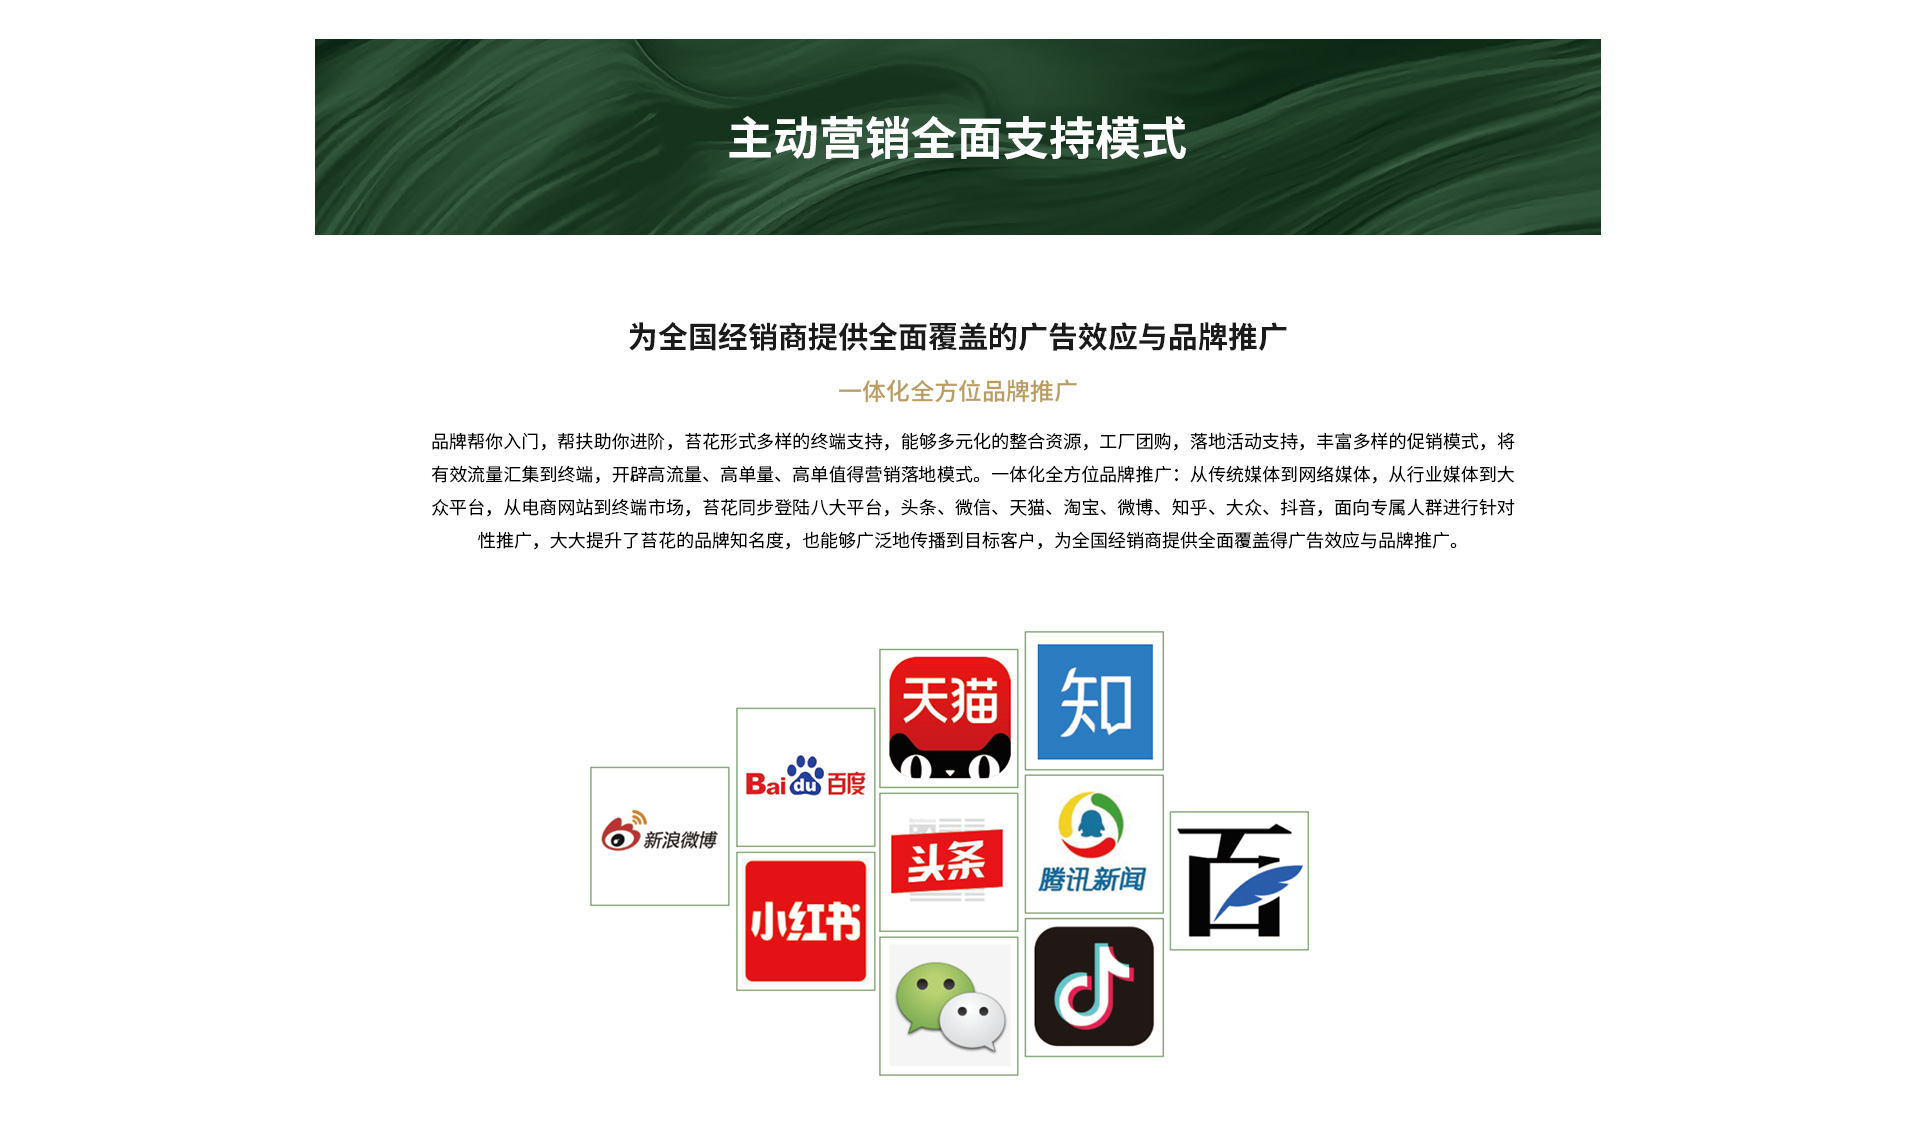 主动营销全面支持模式
为全国经销商提供全面覆盖的广告效应与品牌推广
一体化全方位品牌推广
品牌帮你入门，帮扶助你进阶，苔花形式多样的终端支持，能够多元化的整合资源，工厂团购，落地活动支持，丰富多样的促销模式，将
有效流量汇集到终端，开辟高流量、高单量、高单值得营销落地模式。一体化全方位品牌推广：从传统媒体到网络媒体，从行业媒体到大
众平台，从电商网站到终端市场，苔花同步登陆八大平台，头条、微信、天猫、淘宝、微博、知乎、大众、抖音，面向专属人群进行针对
性推广，大大提升了苔花的品牌知名度，也能够广泛地传播到目标客户，为全国经销商提供全面覆盖得广告效应与品牌推广。
新浪微博
Bai du 百度
小红书
天猫
头条
知
腾讯新闻
百